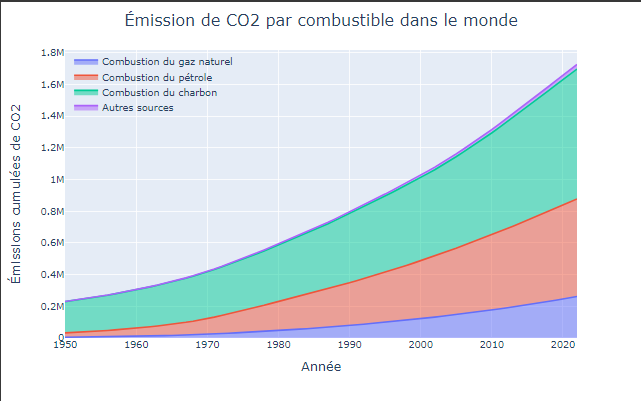 Émission de CO2 par combustible dans le monde
1.8M
1.6M
1.4M
1.2M
1M
0.8M
0.6M
0.4M
0.2M
0
Émissions cumulées de CO2
Combustion du gaz naturel
Combustion du pétrole
Combustion du charbon
Autres sources
1950 1960 1970 1980 1990 2000 2010 2020
Année